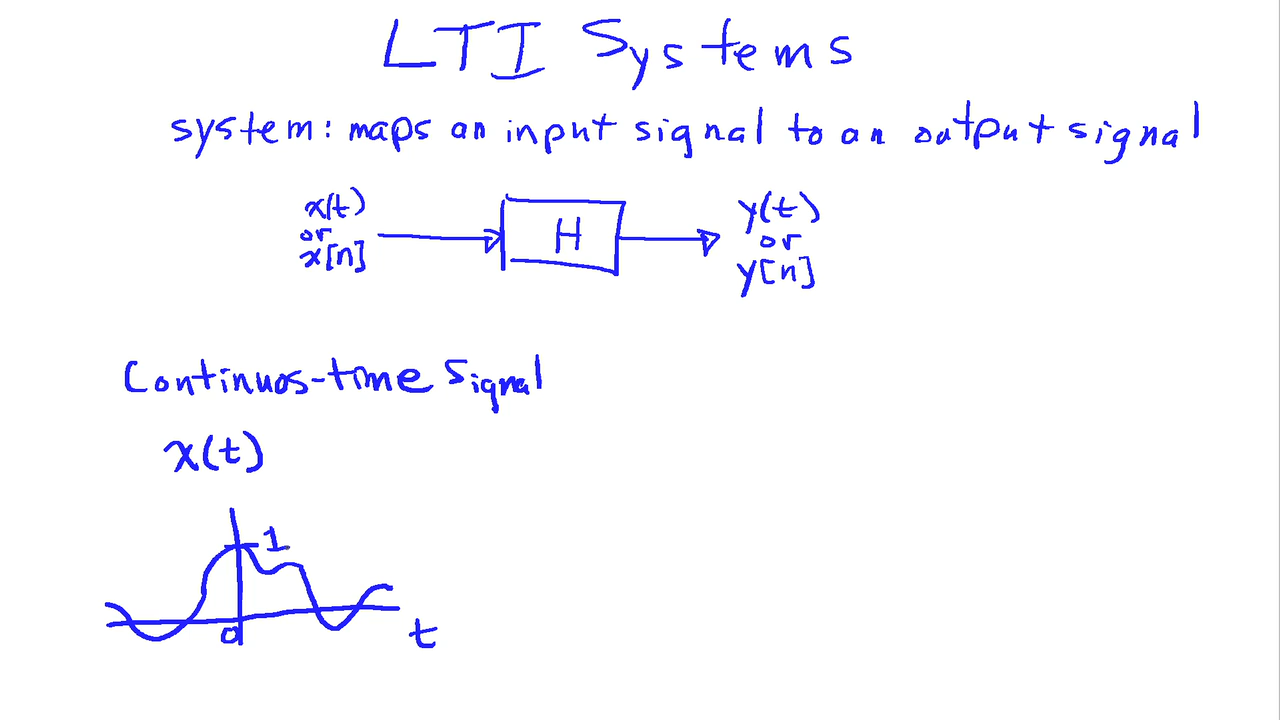 LTI Systems
system: maps an input signal to an output signal
x(t)
or
x[n]
H
y(t)
or
y[n]
Continuos-time Signal
x(t)
1
0
t